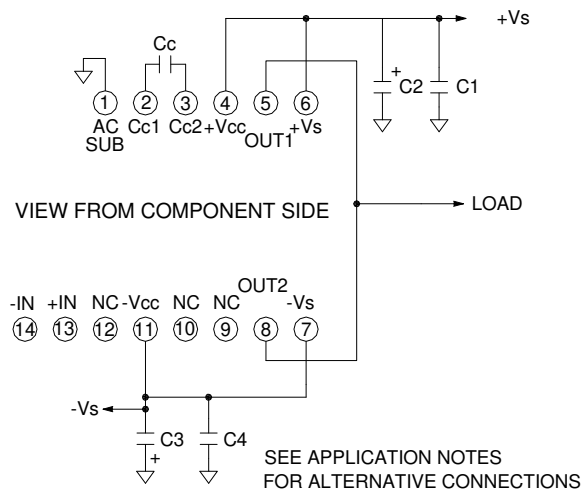 +Vs
Cc
+
C2
C1
1
2
3
4
5
6
AC
SUB
Cc1
Cc2
+Vcc
OUT1
+Vs
VIEW FROM COMPONENT SIDE
LOAD
-IN
+IN
NC
-Vcc
NC
NC
OUT2
-Vs
14
13
12
11
10
9
8
7
-Vs
C3
+
C4
SEE APPLICATION NOTES
FOR ALTERNATIVE CONNECTIONS